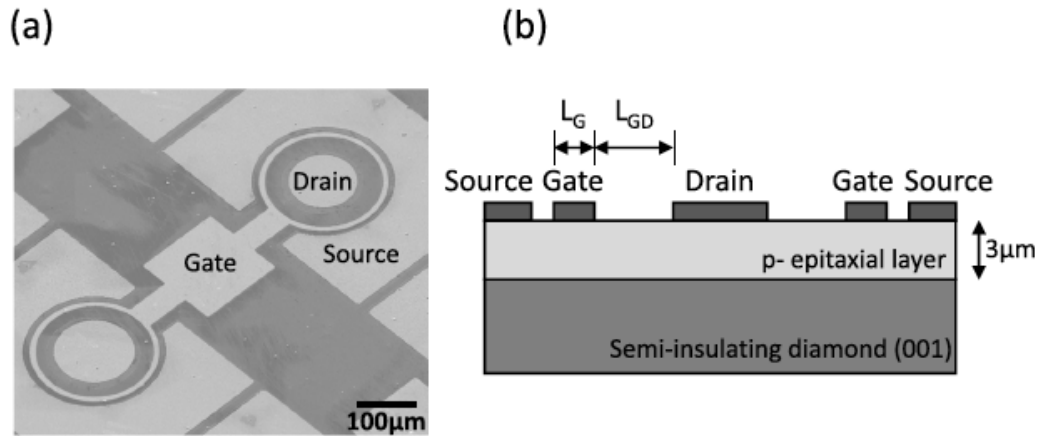 (a)
(b)
Drain
Gate
Source
100μm
L_G
L_GD
Source Gate Drain Gate Source
3μm
p- epitaxial layer
Semi-insulating diamond (001)